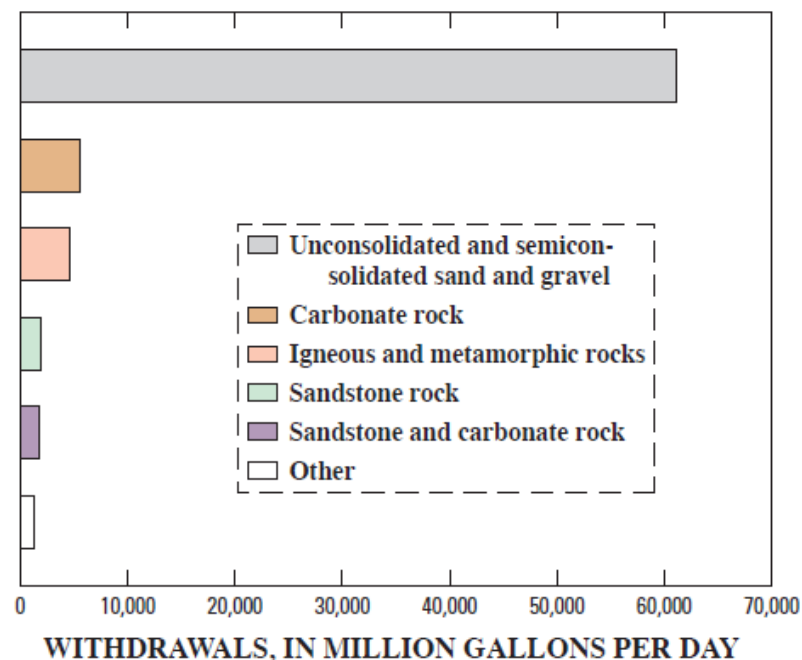 Unconsolidated and semicon-
solidated sand and gravel
Carbonate rock
Igneous and metamorphic rocks
Sandstone rock
Sandstone and carbonate rock
Other
0 10,000 20,000 30,000 40,000 50,000 60,000 70,000
WITHDRAWALS, IN MILLION GALLONS PER DAY